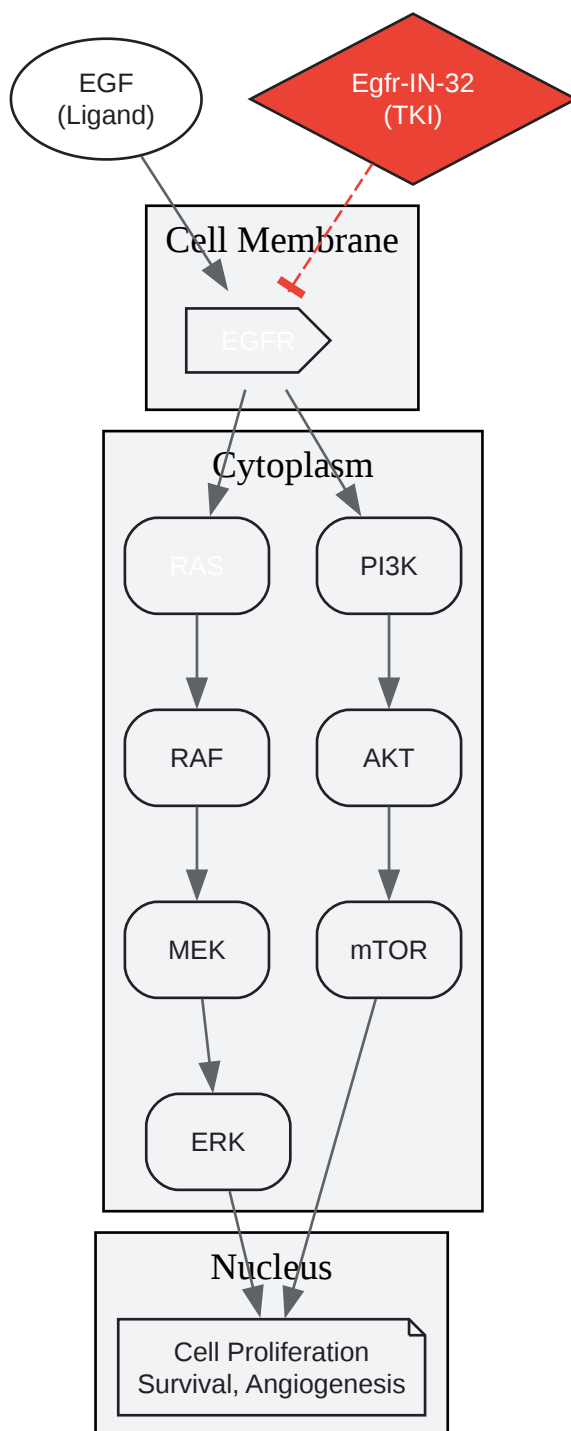 EGF
(Ligand)
Egfr-IN-32
(TKI)
Cell Membrane
EGFR
Cytoplasm
RAS
PI3K
RAF
AKT
MEK
mTOR
ERK
Nucleus
Cell Proliferation
Survival, Angiogenesis